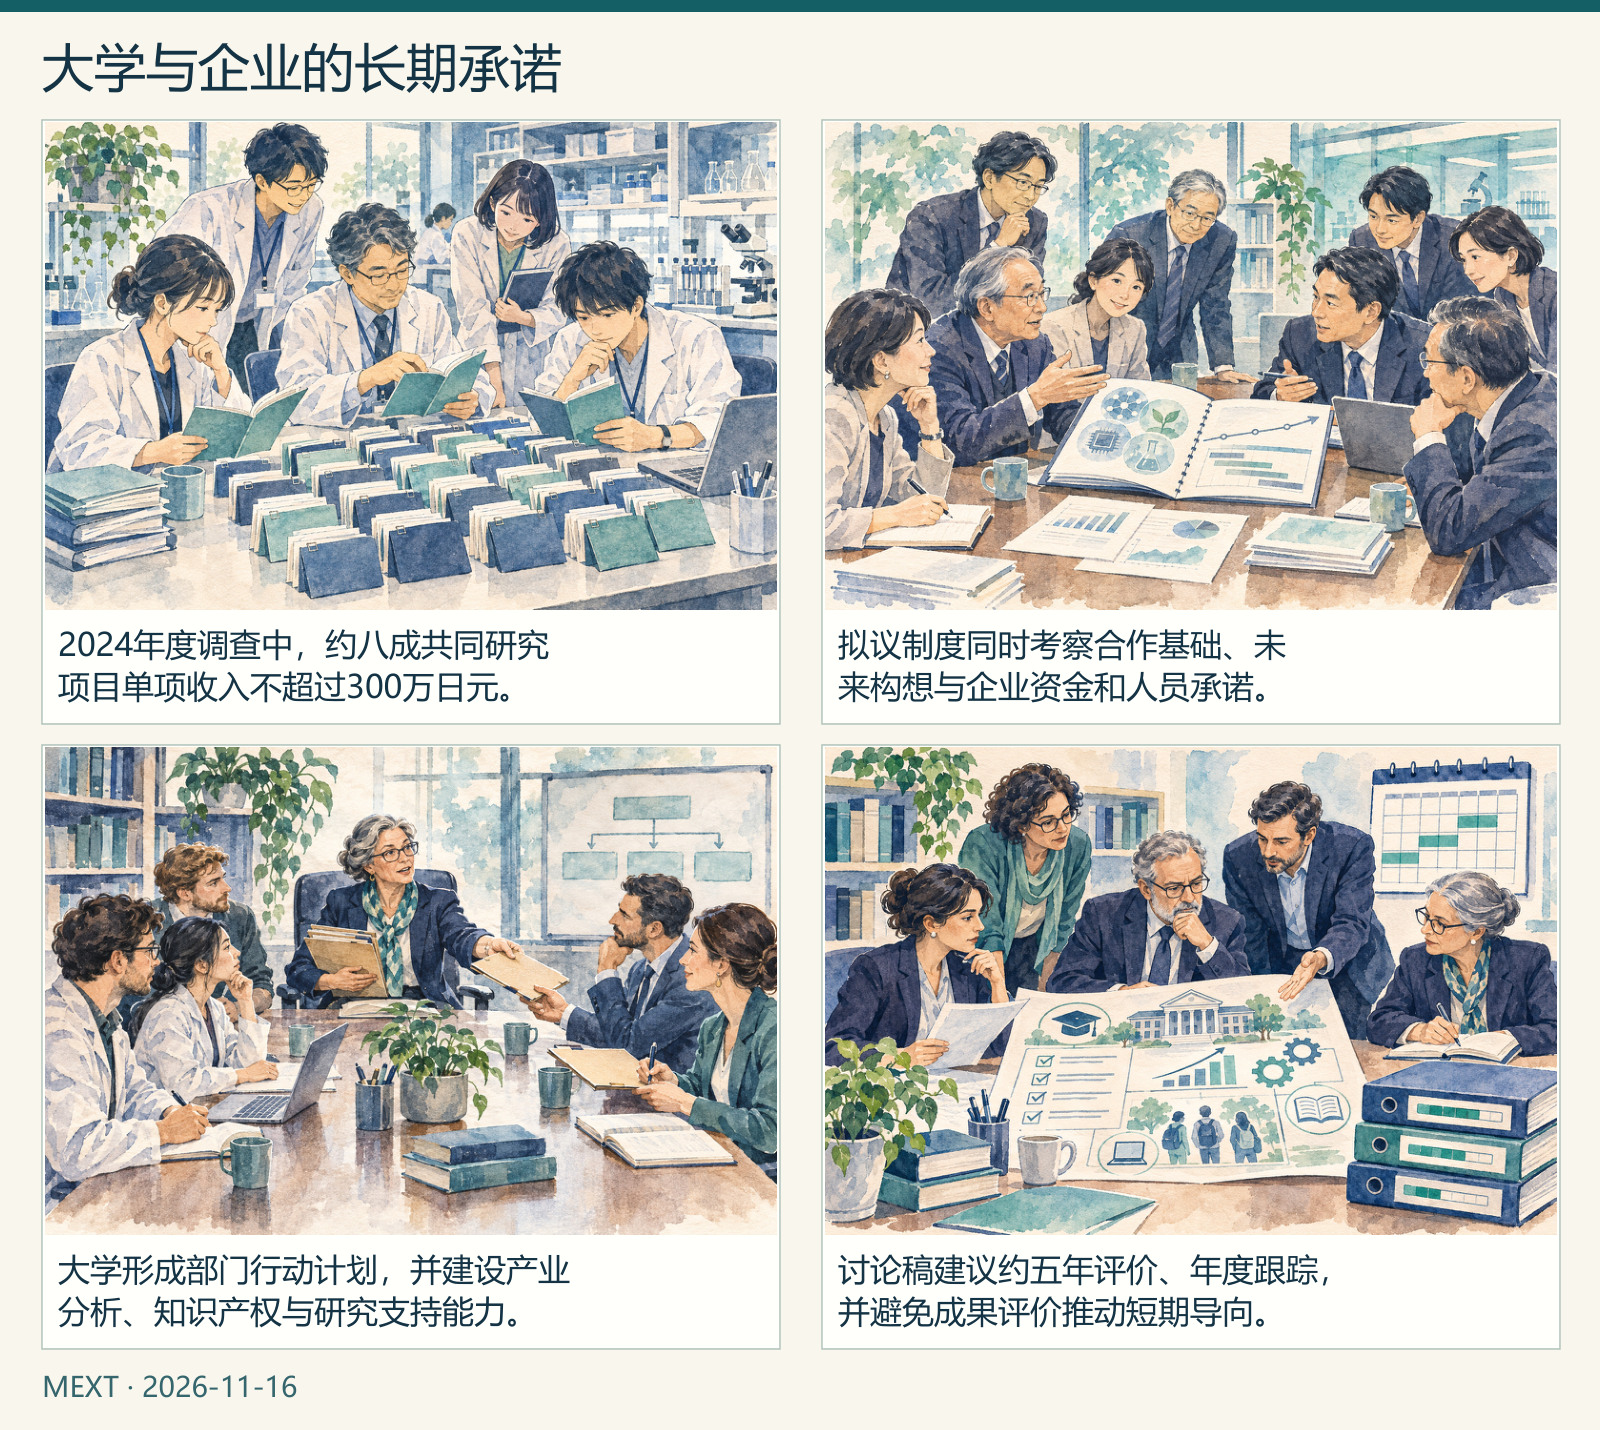 大学与企业的长期承诺
2024年度调查中，约八成共同研究
项目单项收入不超过300万日元。
拟议制度同时考察合作基础、未
来构想与企业资金和人员承诺。
大学形成部门行动计划，并建设产业
分析、知识产权与研究支持能力。
讨论稿建议约五年评价、年度跟踪，
并避免成果评价推动短期导向。
MEXT · 2026-11-16